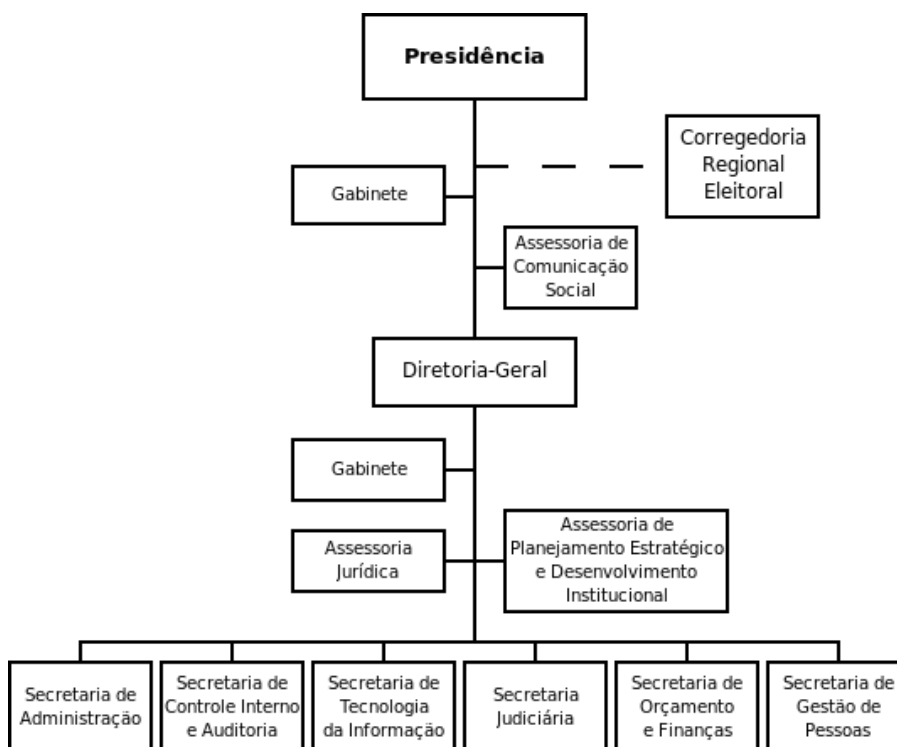 Presidência
Corregedoria
Regional
Eleitoral
Gabinete
Assessoria de
Comunicação
Social
Diretoria-Geral
Gabinete
Assessoria
Jurídica
Assessoria de
Planejamento Estratégico
e Desenvolvimento
Institucional
Secretaria de
Administração
Secretaria de
Controle Interno
e Auditoria
Secretaria de
Tecnologia
da Informação
Secretaria
Judiciária
Secretaria de
Orçamento
e Finanças
Secretaria de
Gestão de
Pessoas